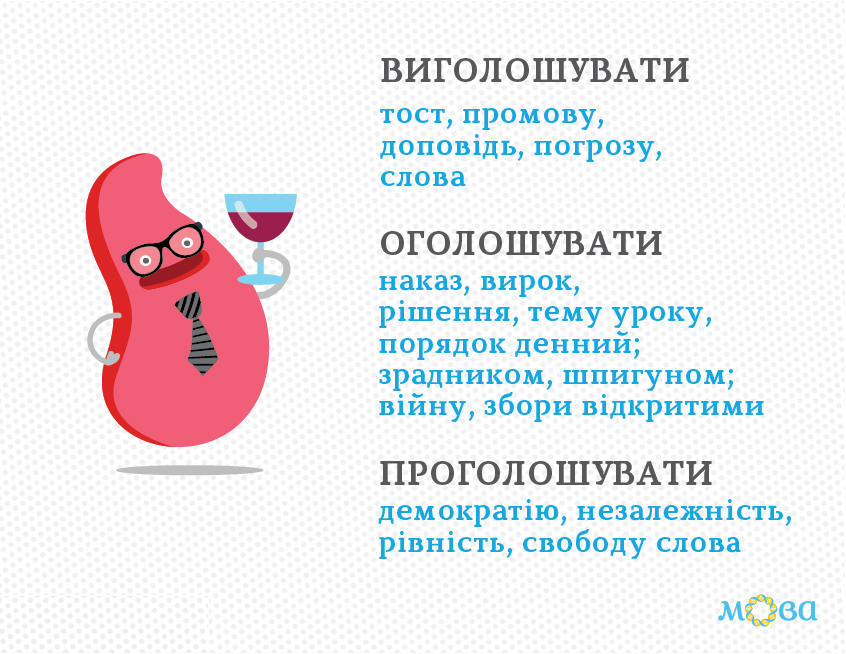 ВИГОЛОШУВАТИ
тост, промову,
доповідь, погрозу,
слова
ОГОЛОШУВАТИ
наказ, вирок,
рішення, тему уроку,
порядок денний;
зрадником, шпигуном;
війну, збори відкритими
ПРОГОЛОШУВАТИ
демократію, незалежність,
рівність, свободу слова
мова